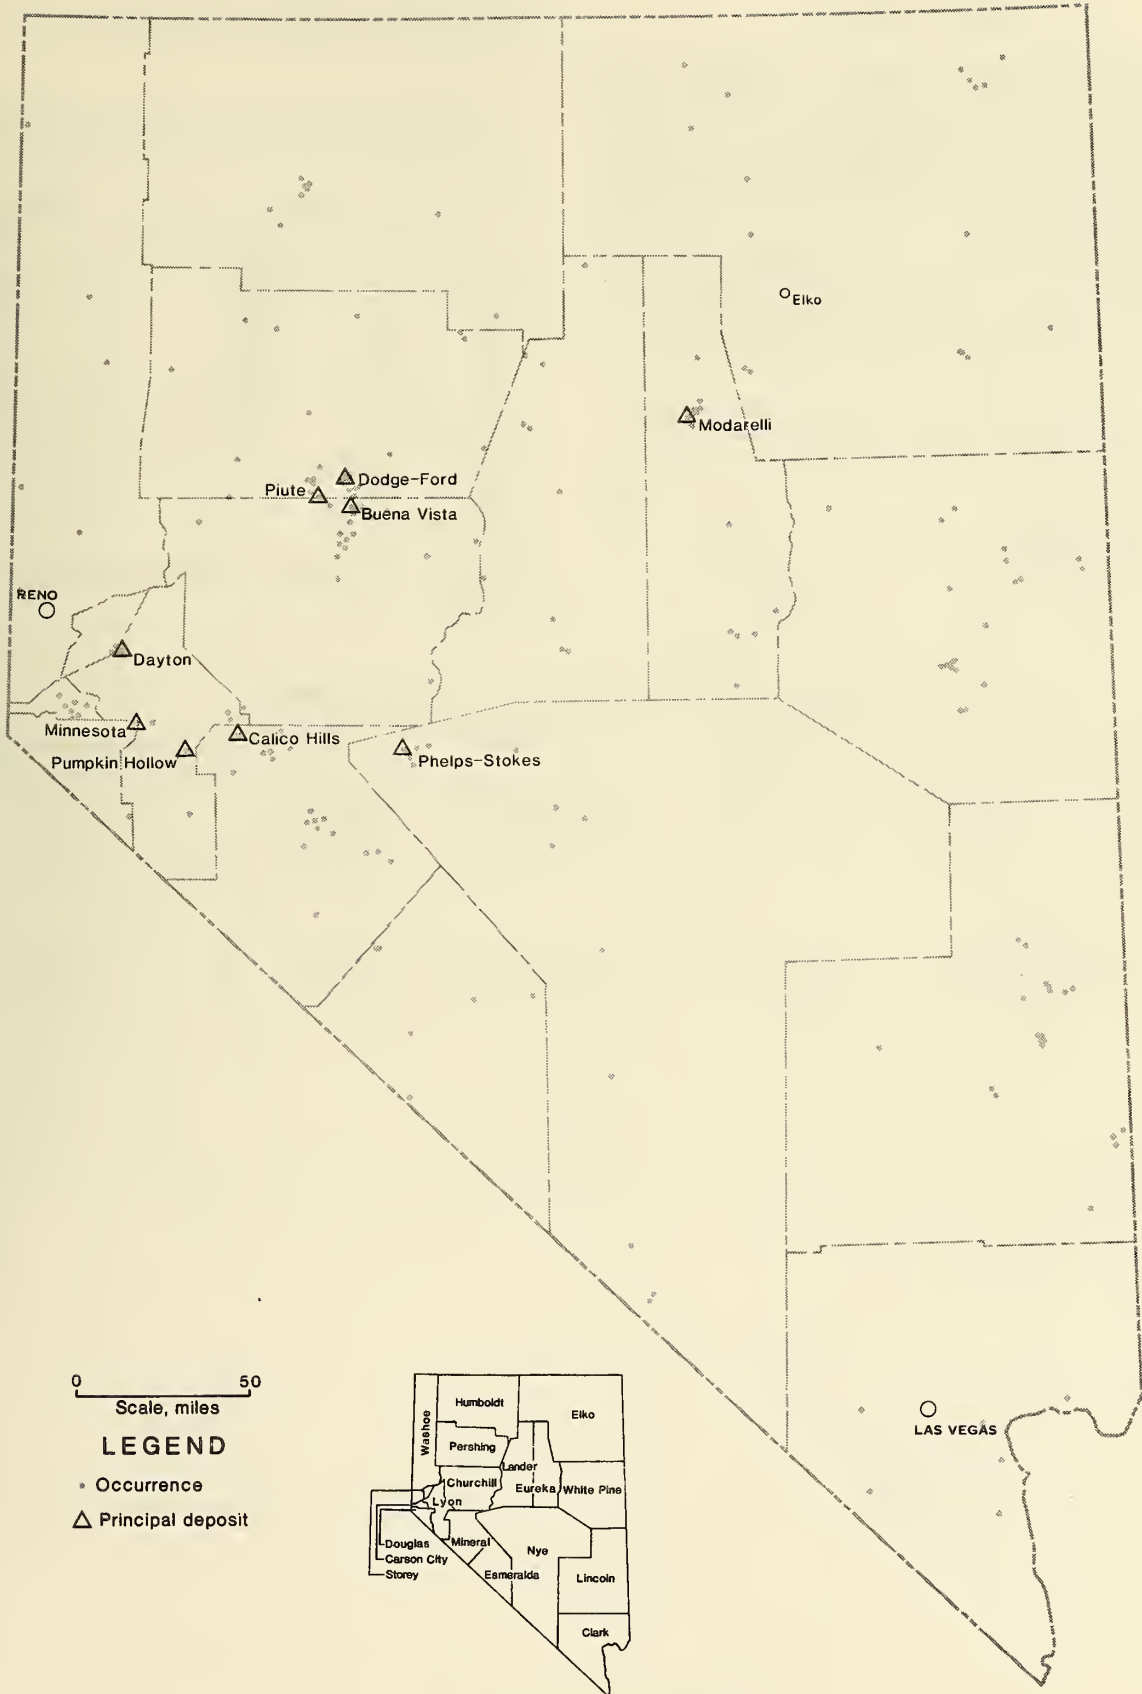 Elko
Modarelli
Dodge-Ford
Piute
Buena Vista
RENO
Dayton
Minnesota
Calico Hills
Pumpkin Hollow
Phelps-Stokes
LAS VEGAS
0 50
Scale, miles
LEGEND
Occurrence
Principal deposit
Humboldt
Elko
Washoe
Pershing
Lander
Churchill
Eureka
White Pine
Lyon
Douglas
Mineral
Nye
Carson City
Storey
Esmeralda
Lincoln
Clark